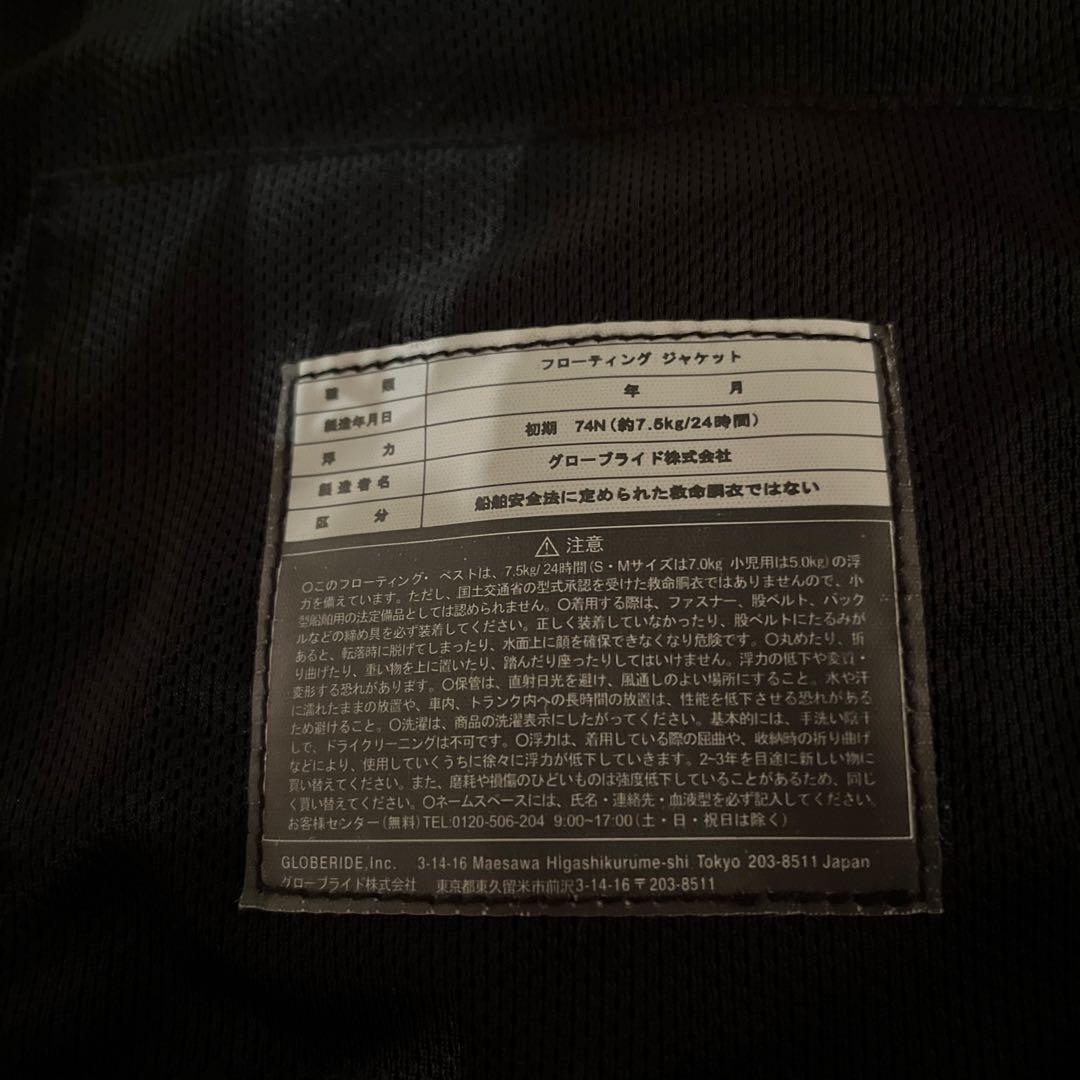 種 類 フローティング ジャケット
製造年月日 年 月
浮 力 初期 74N(約7.5kg/24時間)
製造者名 グローブライド株式会社
区 分 船舶安全法に定められた救命胴衣ではない
⚠ 注意
○このフローティング・ベストは、7.5kg/24時間(S・Mサイズは7.0kg 小児用は5.0kg)の浮
力を備えています。ただし、国土交通省の型式承認を受けた救命胴衣ではありませんので、小
型船舶用の法定備品としては認められません。○着用する際は、ファスナー、股ベルト、バック
ルなどの締め具を必ず装着してください。正しく装着していなかったり、股ベルトにたるみが
あると、転落時に脱げてしまったり、水面上に顔を確保できなくなり危険です。○丸めたり、折
り曲げたり、重い物を上に置いたり、踏んだり座ったりしてはいけません。浮力の低下や変質・
変形する恐れがあります。○保管は、直射日光を避け、風通しのよい場所にすること。水や汗
に濡れたままの放置や、車内、トランク内への長時間の放置は、性能を低下させる恐れがある
ため避けること。○洗濯は、商品の洗濯表示にしたがってください。基本的には、手洗い陰干
しで、ドライクリーニングは不可です。○浮力は、着用している際の屈曲や、収納時の折り曲げ
などにより、使用していくうちに徐々に浮力が低下していきます。2~3年を目途に新しい物に
買い替えてください。また、磨耗や損傷のひどいものは強度低下していることがあるため、同じ
く買い替えてください。○ネームスペースには、氏名・連絡先・血液型を必ず記入してください。
お客様センター(無料)TEL:0120-506-204 9:00~17:00(土・日・祝日は除く)
GLOBERIDE,Inc. 3-14-16 Maesawa Higashikurume-shi Tokyo 203-8511 Japan
グローブライド株式会社 東京都東久留米市前沢3-14-16 〒203-8511